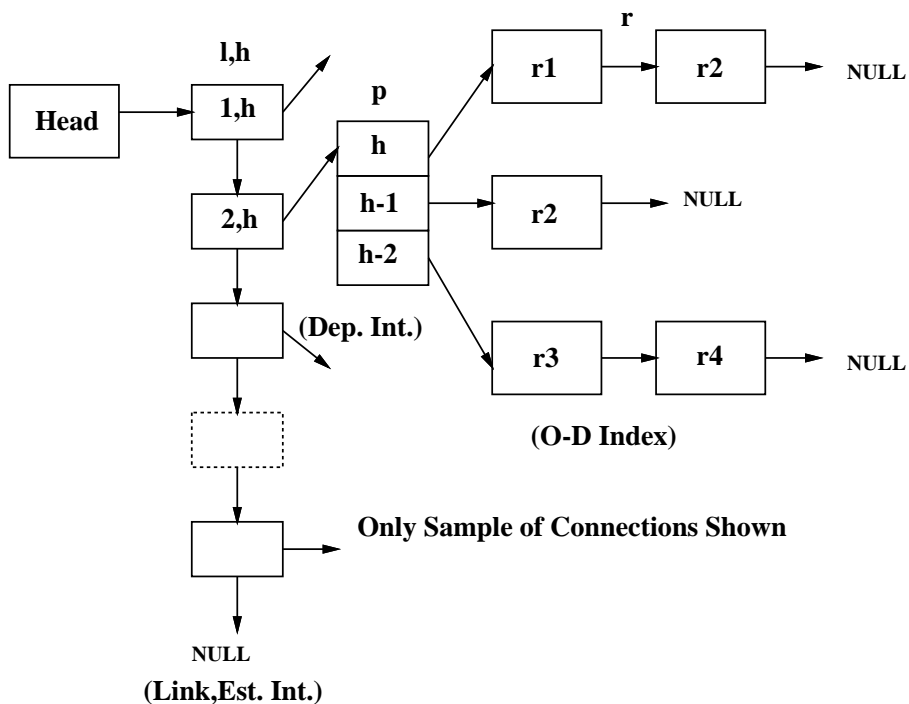 l,h
r
Head
1,h
p
r1
r2
NULL
h
2,h
h-1
r2
NULL
h-2
(Dep. Int.)
r3
r4
NULL
(O-D Index)
Only Sample of Connections Shown
NULL
(Link,Est. Int.)